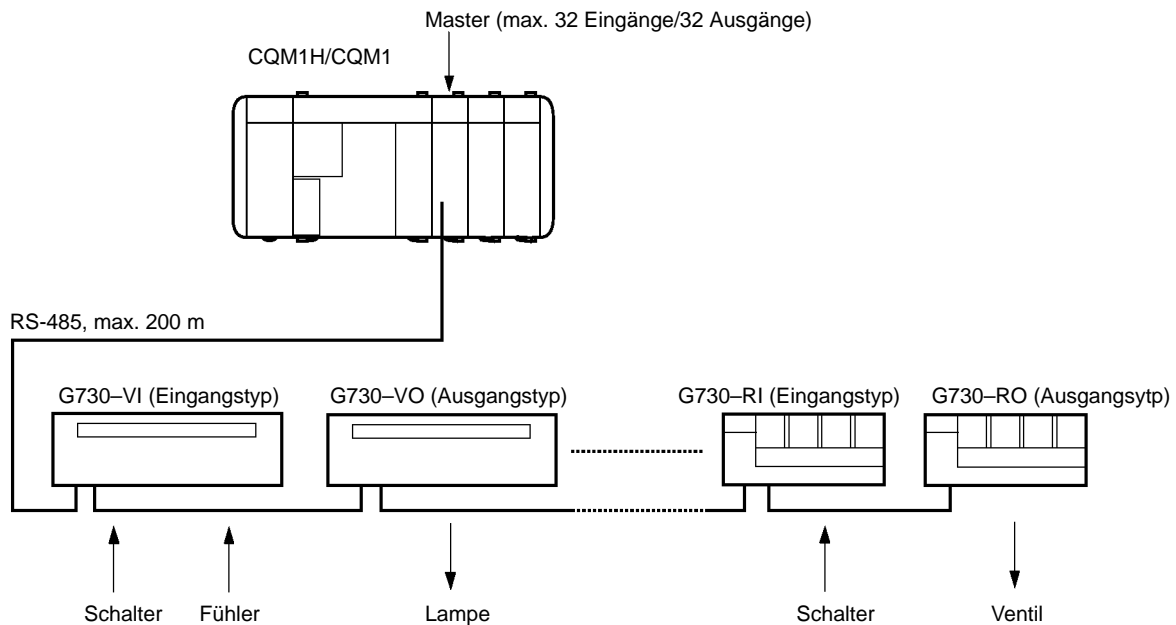 Master (max. 32 Eingänge/32 Ausgänge)
CQM1H/CQM1
RS-485, max. 200 m
G730–VI (Eingangstyp)
G730–VO (Ausgangstyp)
G730–RI (Eingangstyp)
G730–RO (Ausgangsytp)
Schalter
Fühler
Lampe
Schalter
Ventil